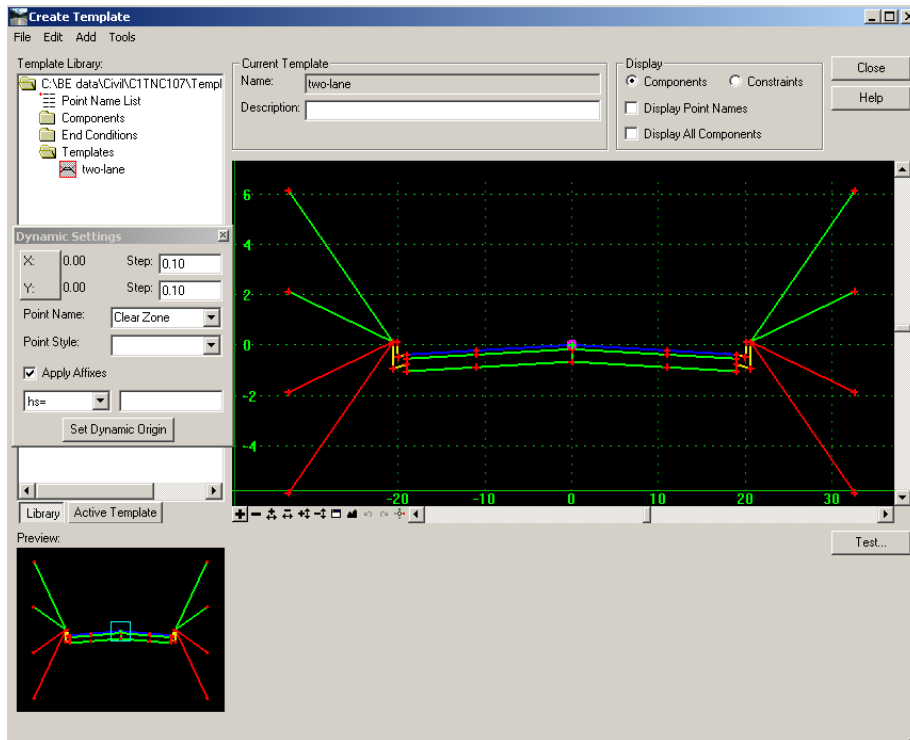 Create Template
File Edit Add Tools
Template Library:
C:\BE data\Civil\C1TNC107\Templ
Point Name List
Components
End Conditions
Templates
two-lane
Current Template
Name: two-lane
Description:
Display
Components Constraints
Display Point Names
Display All Components
Close
Help
Dynamic Settings
X: 0.00 Step: 0.10
Y: 0.00 Step: 0.10
Point Name: Clear Zone
Point Style:
Apply Affixes
hs=
Set Dynamic Origin
6
4
2
0
-2
-4
-20 -10 0 10 20 30
Library Active Template
Preview:
Test...